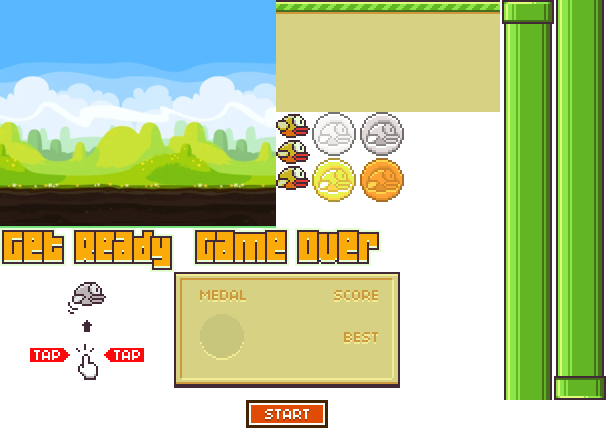 Get Ready
Game Over
MEDAL
SCORE
BEST
TAP
TAP
START